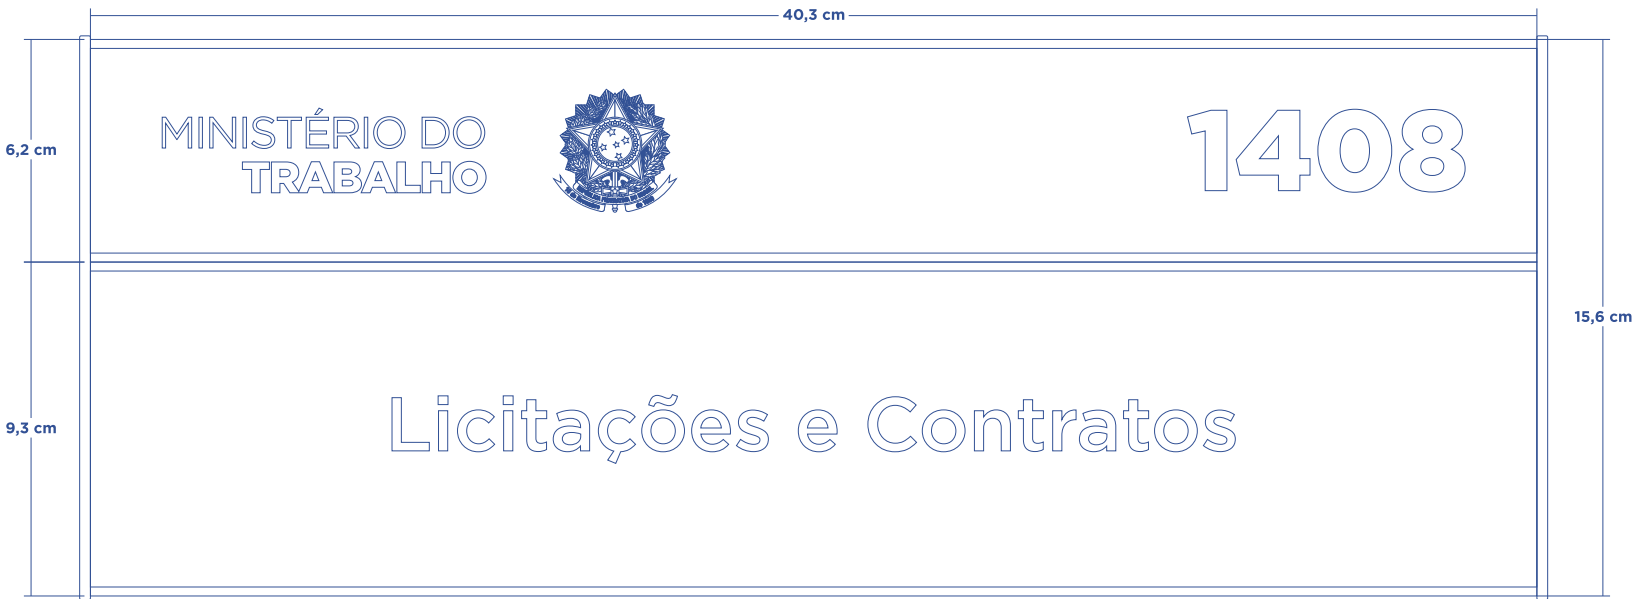 40,3 cm
6,2 cm
MINISTÉRIO DO
TRABALHO
1408
15,6 cm
9,3 cm
Licitações e Contratos